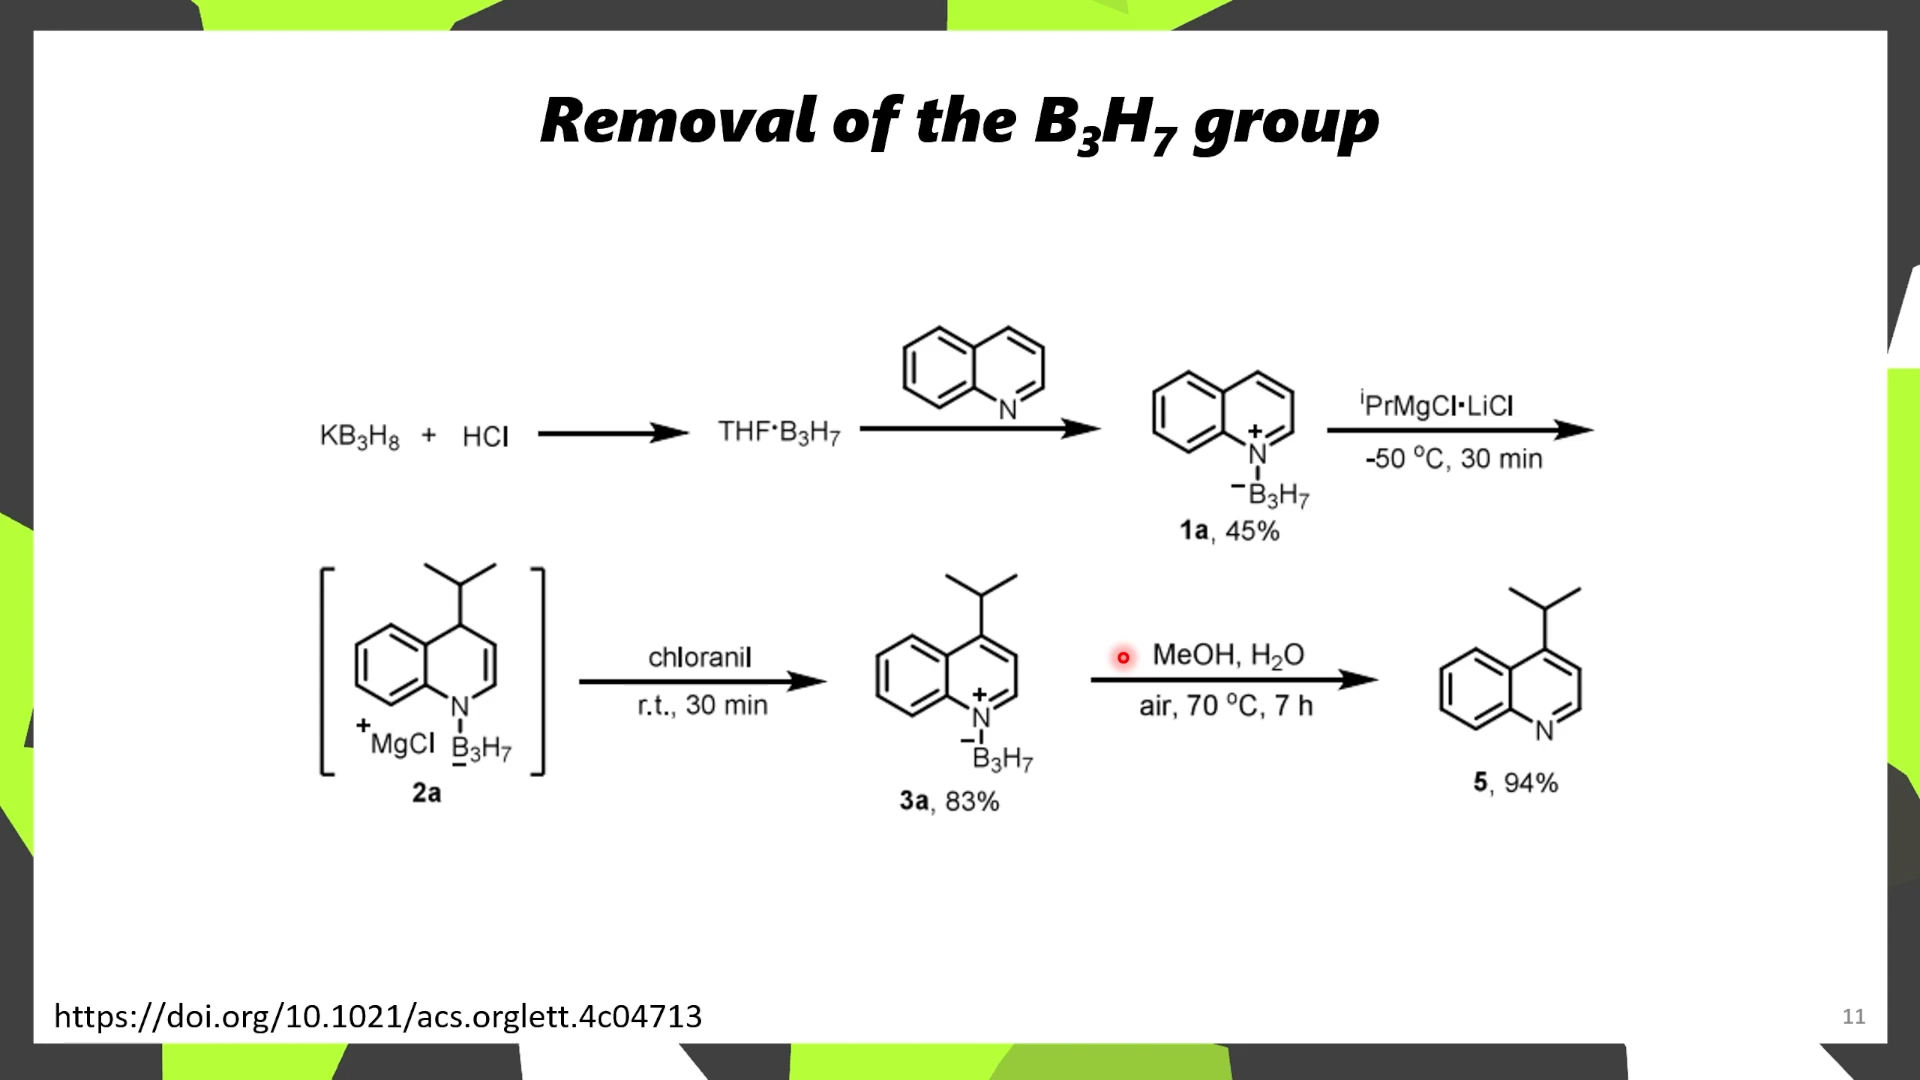 Removal of the B₃H₇ group
KB₃H₈ + HCl
THF·B₃H₇
N
N
+
⁻B₃H₇
1a, 45%
ⁱPrMgCl·LiCl
-50 °C, 30 min
N
⁺MgCl B₃H₇
–
2a
chloranil
r.t., 30 min
+
N
–
B₃H₇
3a, 83%
MeOH, H₂O
air, 70 °C, 7 h
N
5, 94%
https://doi.org/10.1021/acs.orglett.4c04713
11